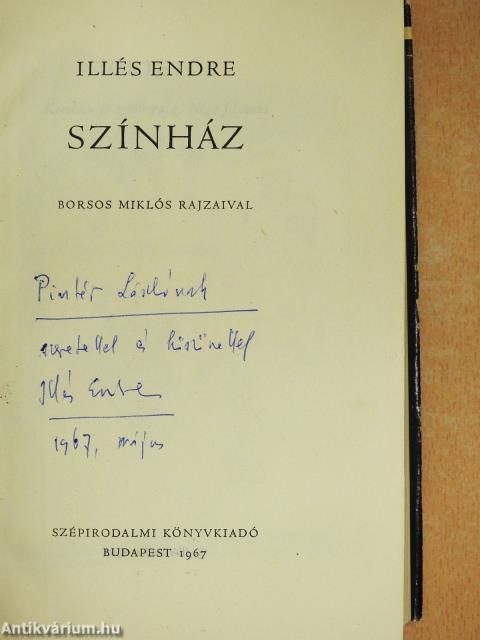 ILLÉS ENDRE
SZÍNHÁZ
BORSOS MIKLÓS RAJZAIVAL
Pintér Lászlónak
szeretettel és köszönettel
Illés Endre
1967, május
SZÉPIRODALMI KÖNYVKIADÓ
BUDAPEST 1967
Antikvárium.hu